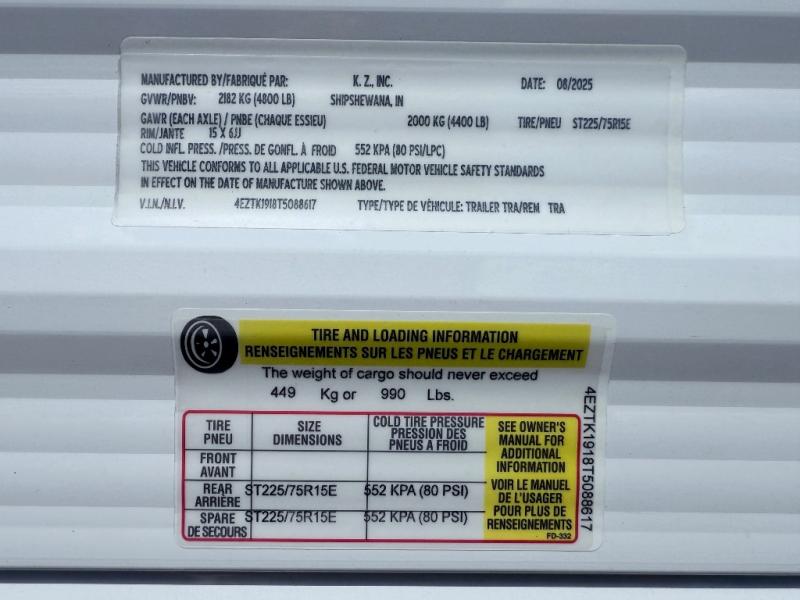 MANUFACTURED BY/FABRIQUÉ PAR: K. Z., INC. DATE: 08/2025
GVWR/PNBV: 2182 KG (4800 LB) SHIPSHEWANA, IN
GAWR (EACH AXLE) / PNBE (CHAQUE ESSIEU) 2000 KG (4400 LB) TIRE/PNEU ST225/75R15E
RIM/JANTE 15 X 6JJ
COLD INFL. PRESS. /PRESS. DE GONFL. À FROID 552 KPA (80 PSI/LPC)
THIS VEHICLE CONFORMS TO ALL APPLICABLE U.S. FEDERAL MOTOR VEHICLE SAFETY STANDARDS
IN EFFECT ON THE DATE OF MANUFACTURE SHOWN ABOVE.
V.I.N./N.I.V. 4EZTK1918T5088617 TYPE/TYPE DE VÉHICULE: TRAILER TRA/REM TRA
TIRE AND LOADING INFORMATION
RENSEIGNEMENTS SUR LES PNEUS ET LE CHARGEMENT
The weight of cargo should never exceed
449 Kg or 990 Lbs.
TIRE
PNEU
SIZE
DIMENSIONS
COLD TIRE PRESSURE
PRESSION DES
PNEUS A FROID
FRONT
AVANT
REAR
ARRIÈRE
ST225/75R15E
552 KPA (80 PSI)
SPARE
DE SECOURS
ST225/75R15E
552 KPA (80 PSI)
SEE OWNER'S
MANUAL FOR
ADDITIONAL
INFORMATION
VOIR LE MANUEL
DE L'USAGER
POUR PLUS DE
RENSEIGNEMENTS
FD-332
4EZTK1918T5088617